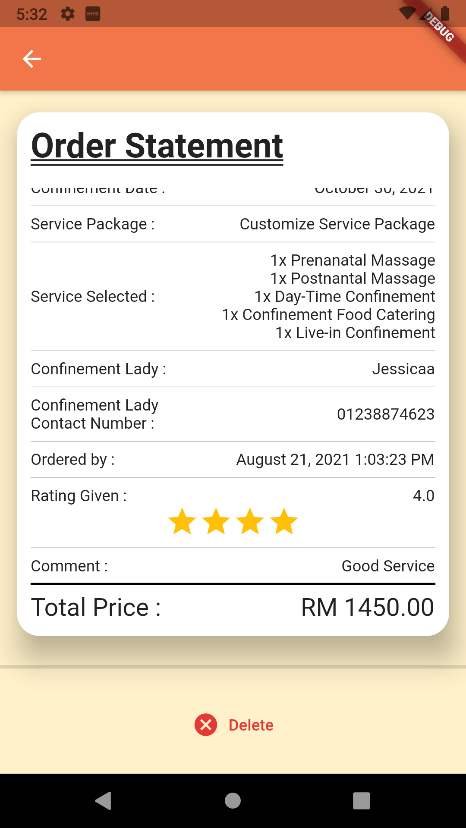 5:32
DEBUG
Order Statement
Confinement Date : October 30, 2021
Service Package : Customize Service Package
Service Selected :
1x Prenanatal Massage
1x Postnantal Massage
1x Day-Time Confinement
1x Confinement Food Catering
1x Live-in Confinement
Confinement Lady : Jessicaa
Confinement Lady
Contact Number : 01238874623
Ordered by : August 21, 2021 1:03:23 PM
Rating Given : 4.0
Comment : Good Service
Total Price : RM 1450.00
Delete